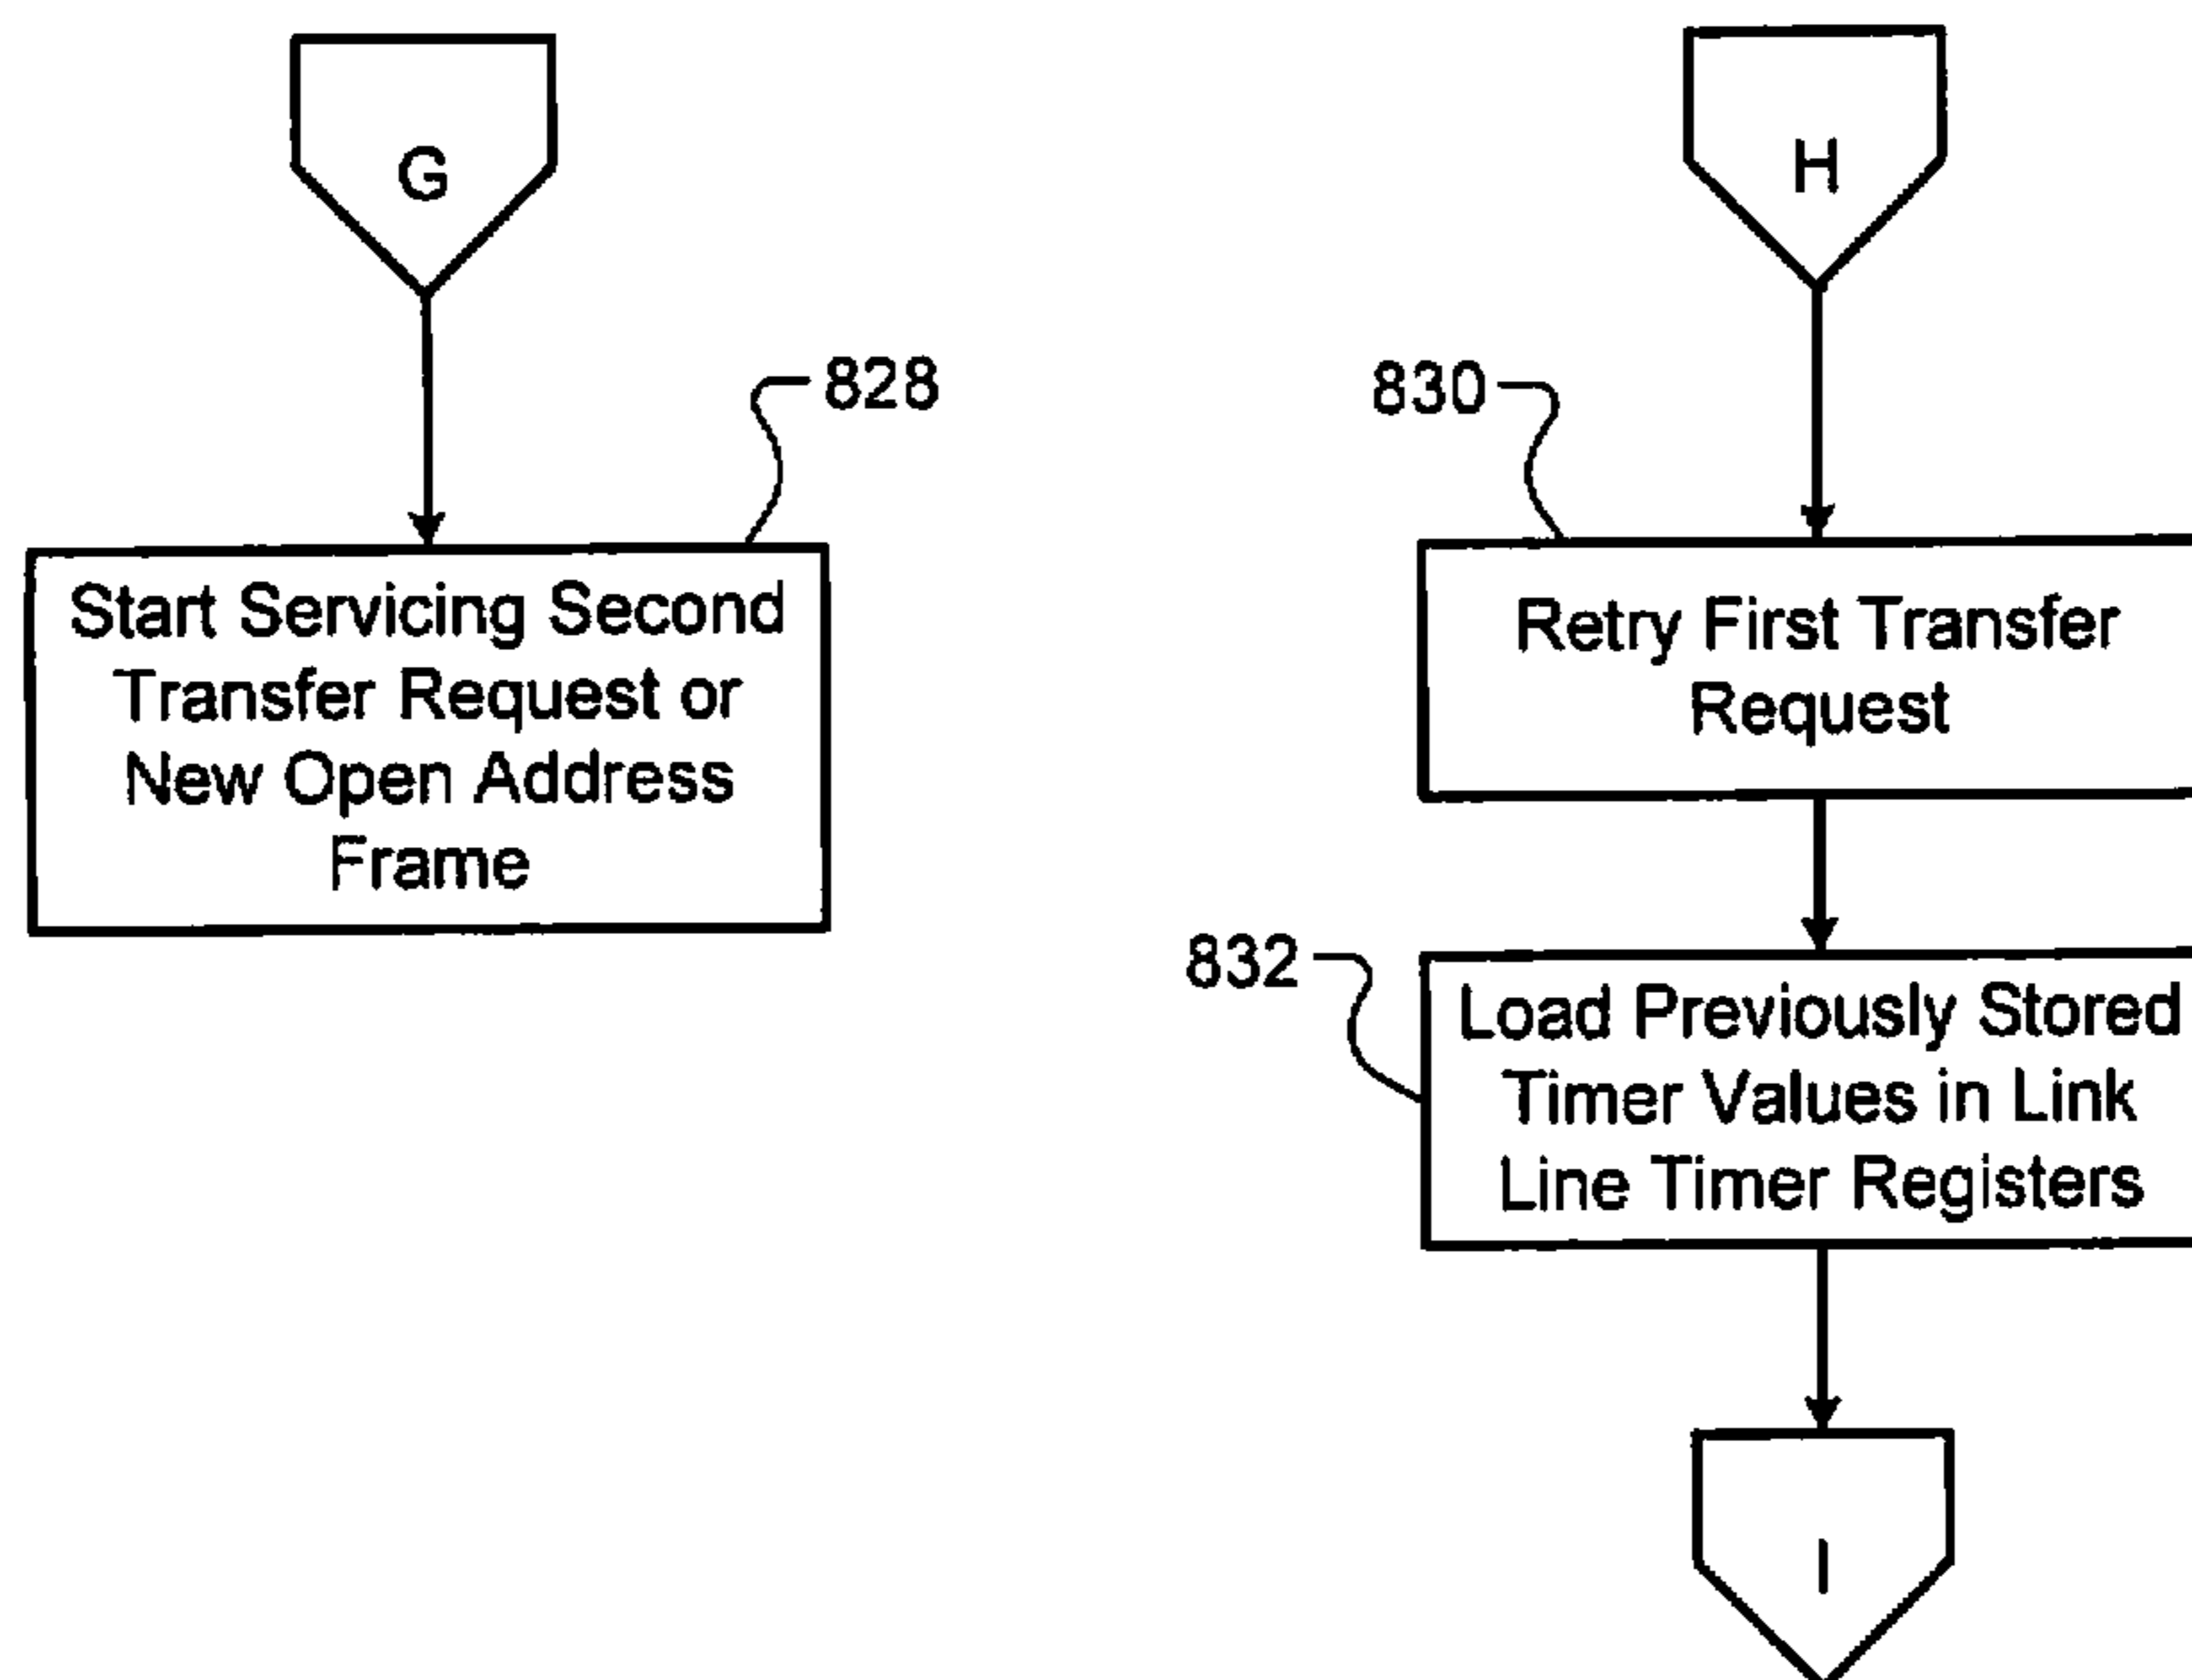 G
828
Start Servicing Second
Transfer Request or
New Open Address
Frame
H
830
Retry First Transfer
Request
832
Load Previously Stored
Timer Values in Link
Line Timer Registers
I